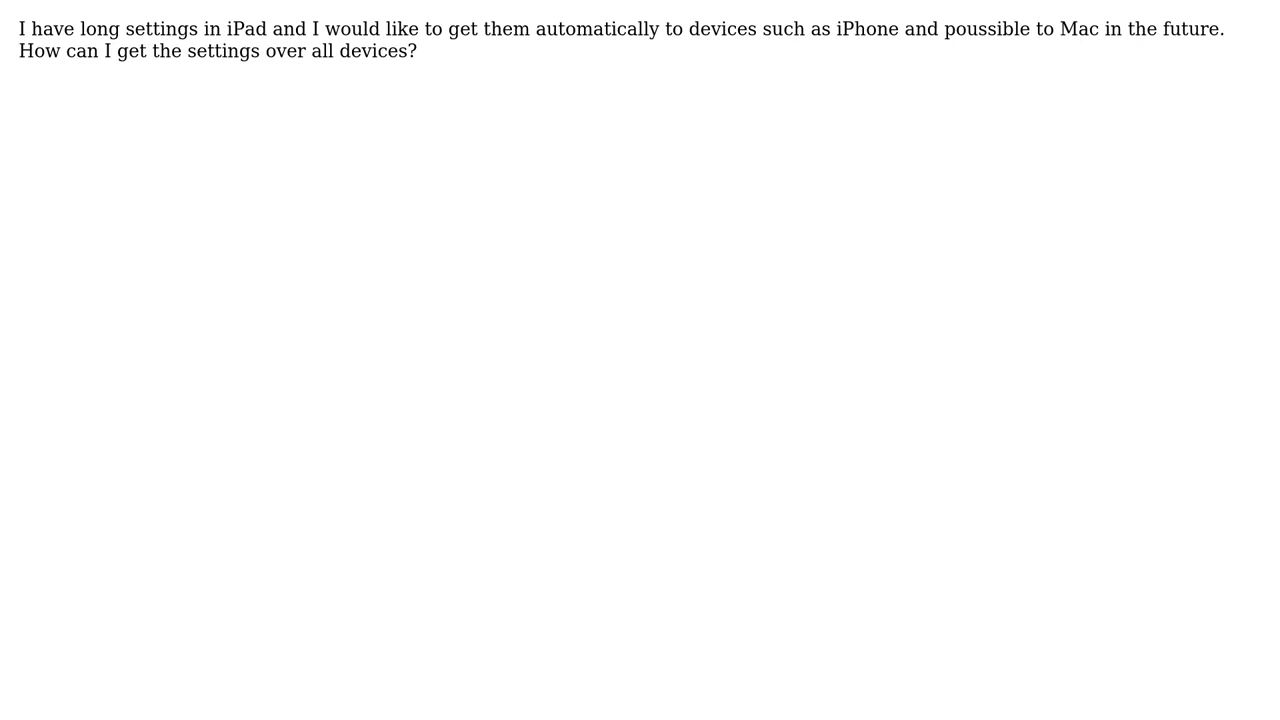 I have long settings in iPad and I would like to get them automatically to devices such as iPhone and poussible to Mac in the future.
How can I get the settings over all devices?